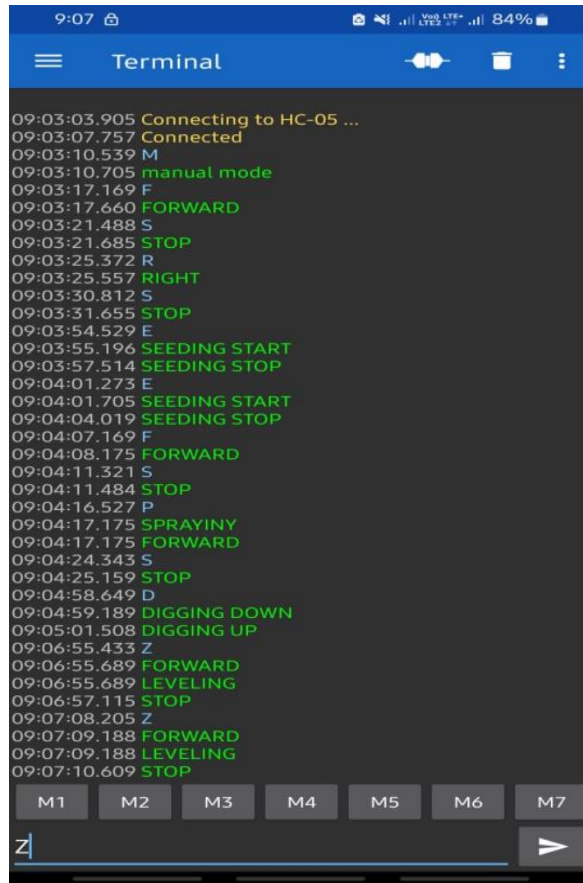 9:07 Vo)) LTE+ LTE2 84%
Terminal
09:03:03.905 Connecting to HC-05 ...
09:03:07.757 Connected
09:03:10.539 M
09:03:10.705 manual mode
09:03:17.169 F
09:03:17.660 FORWARD
09:03:21.488 S
09:03:21.685 STOP
09:03:25.372 R
09:03:25.557 RIGHT
09:03:30.812 S
09:03:31.655 STOP
09:03:54.529 E
09:03:55.196 SEEDING START
09:03:57.514 SEEDING STOP
09:04:01.273 E
09:04:01.705 SEEDING START
09:04:04.019 SEEDING STOP
09:04:07.169 F
09:04:08.175 FORWARD
09:04:11.321 S
09:04:11.484 STOP
09:04:16.527 P
09:04:17.175 SPRAYINY
09:04:17.175 FORWARD
09:04:24.343 S
09:04:25.159 STOP
09:04:58.649 D
09:04:59.189 DIGGING DOWN
09:05:01.508 DIGGING UP
09:06:55.433 Z
09:06:55.689 FORWARD
09:06:55.689 LEVELING
09:06:57.115 STOP
09:07:08.205 Z
09:07:09.188 FORWARD
09:07:09.188 LEVELING
09:07:10.609 STOP
M1 M2 M3 M4 M5 M6 M7
Z